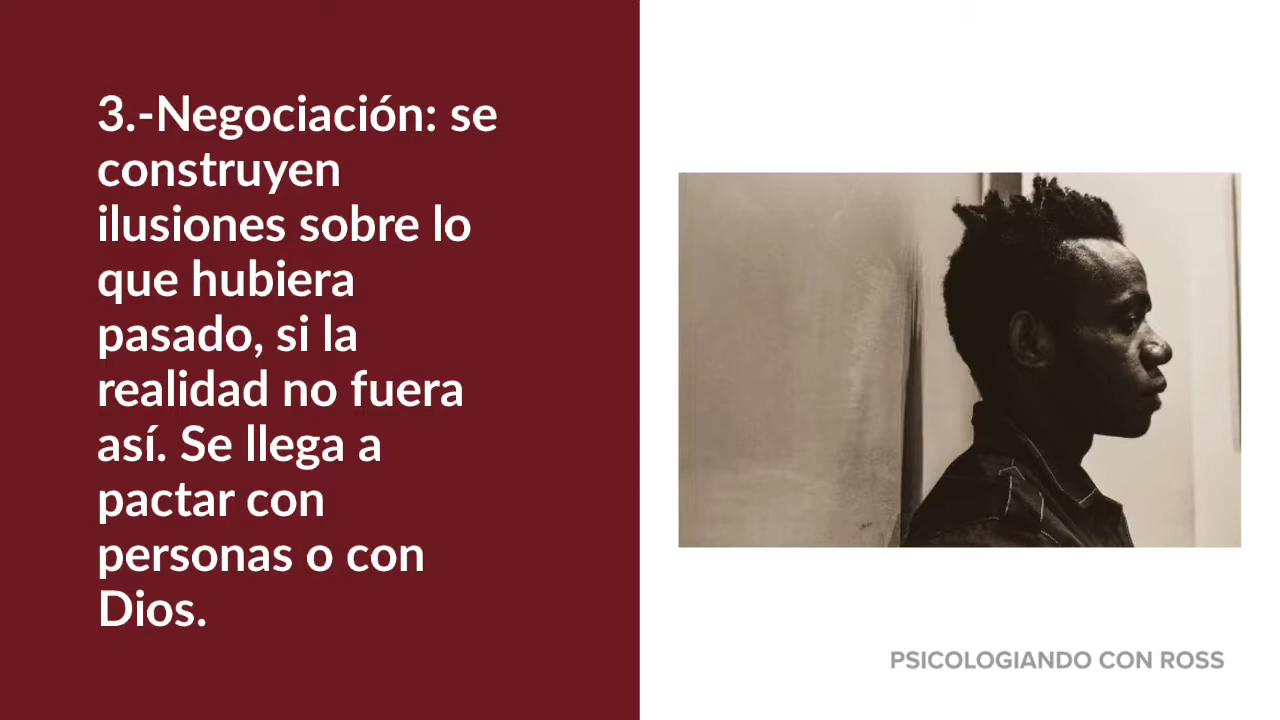 3.-Negociación: se
construyen
ilusiones sobre lo
que hubiera
pasado, si la
realidad no fuera
así. Se llega a
pactar con
personas o con
Dios.
PSICOLOGIANDO CON ROSS